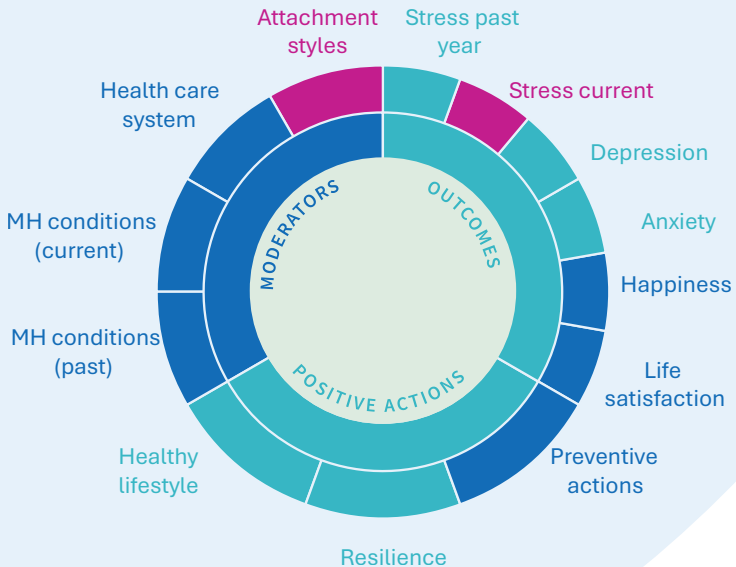 Attachment
styles
Stress past
year
Stress current
Depression
Anxiety
Happiness
Life
satisfaction
Preventive
actions
Resilience
Healthy
lifestyle
MH conditions
(past)
MH conditions
(current)
Health care
system
MODERATORS
OUTCOMES
POSITIVE ACTIONS